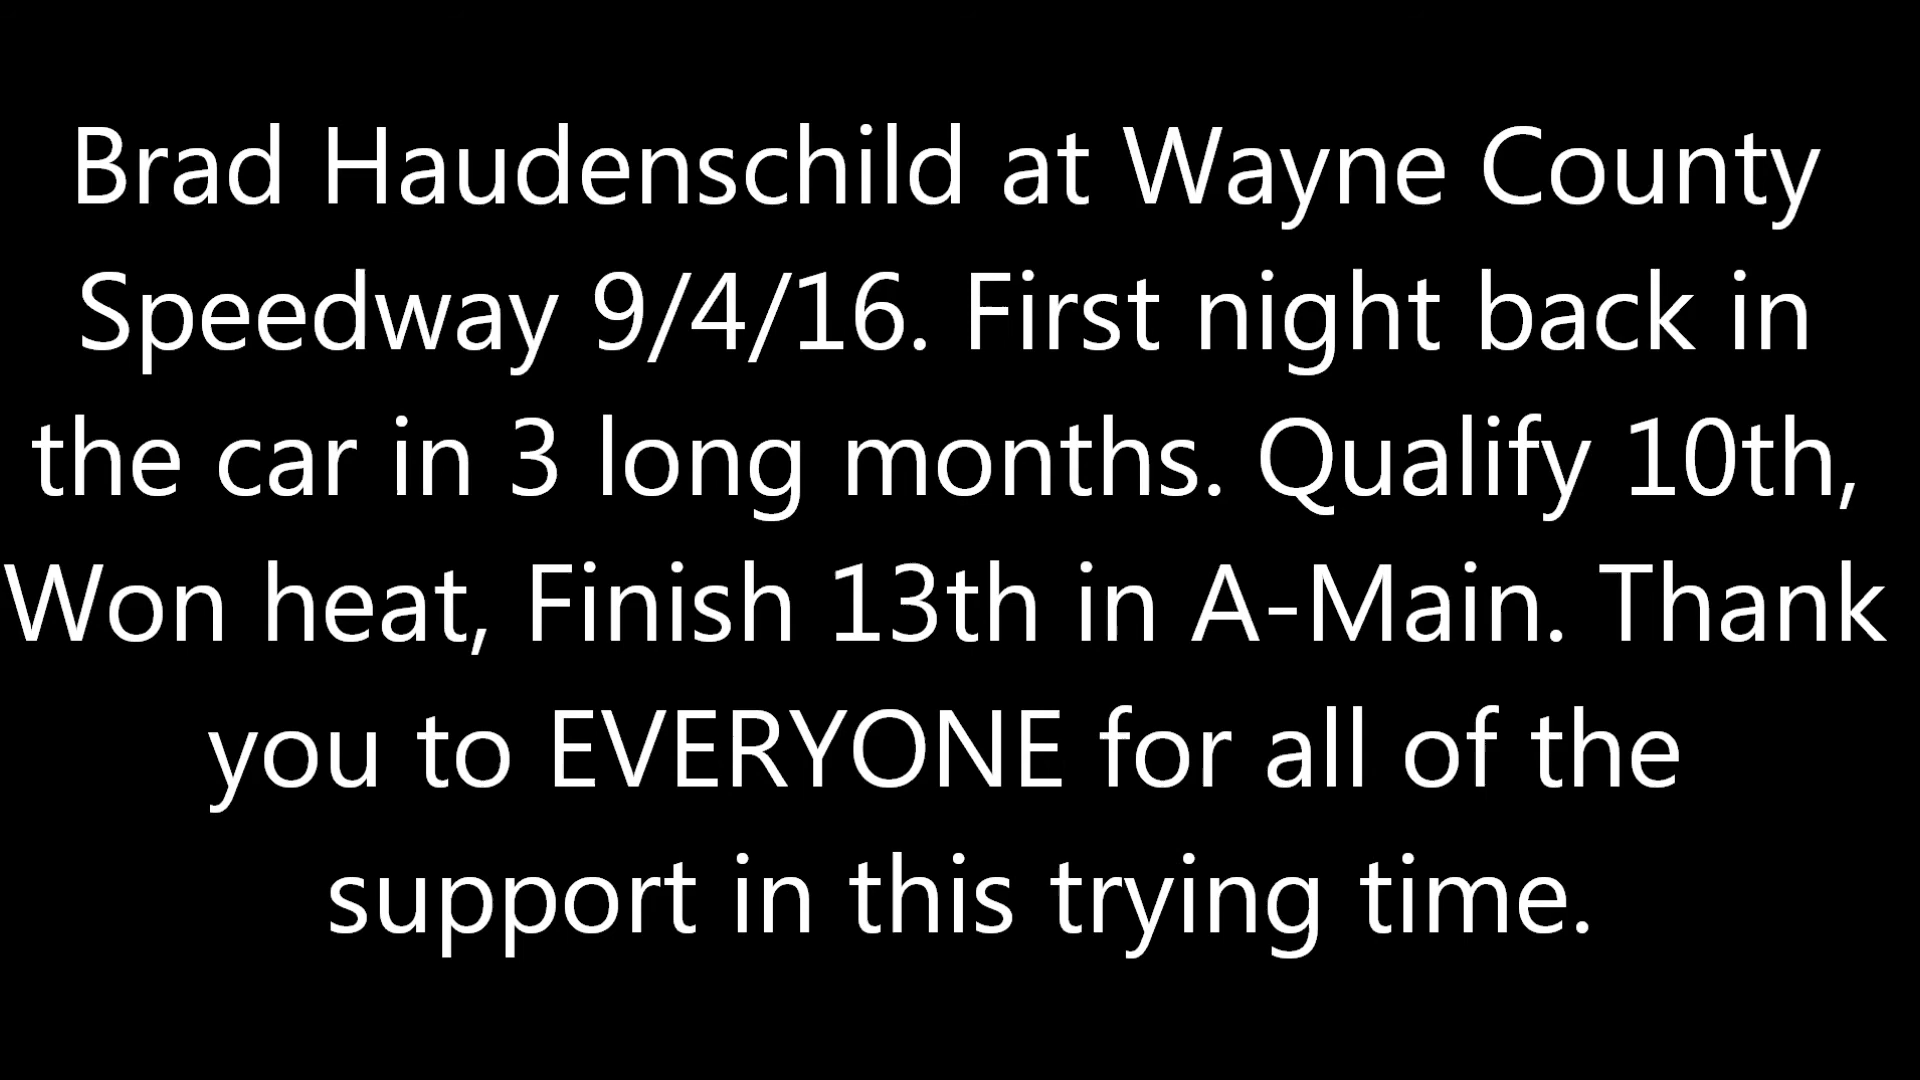 Brad Haudenschild at Wayne County
Speedway 9/4/16. First night back in
the car in 3 long months. Qualify 10th,
Won heat, Finish 13th in A-Main. Thank
you to EVERYONE for all of the
support in this trying time.